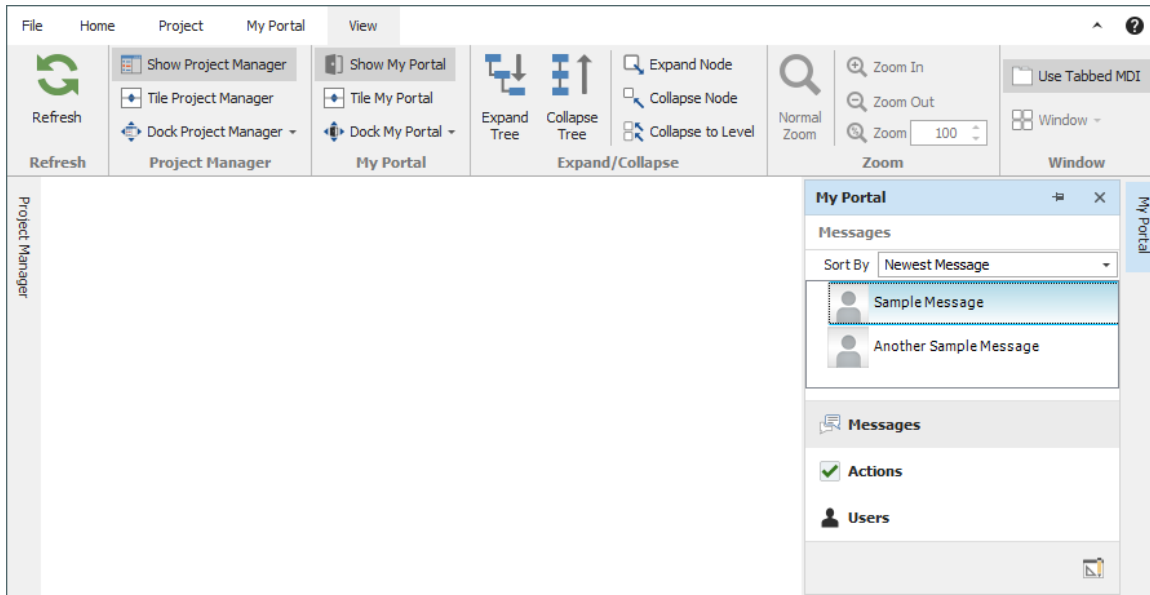 File Home Project My Portal View
Refresh
Show Project Manager
Tile Project Manager
Dock Project Manager
Show My Portal
Tile My Portal
Dock My Portal
Expand
Tree
Collapse
Tree
Expand Node
Collapse Node
Collapse to Level
Normal
Zoom
Zoom In
Zoom Out
Zoom 100
Use Tabbed MDI
Window
Refresh Project Manager My Portal Expand/Collapse Zoom Window
Project Manager
My Portal
Messages
Sort By Newest Message
Sample Message
Another Sample Message
Messages
Actions
Users
My Portal